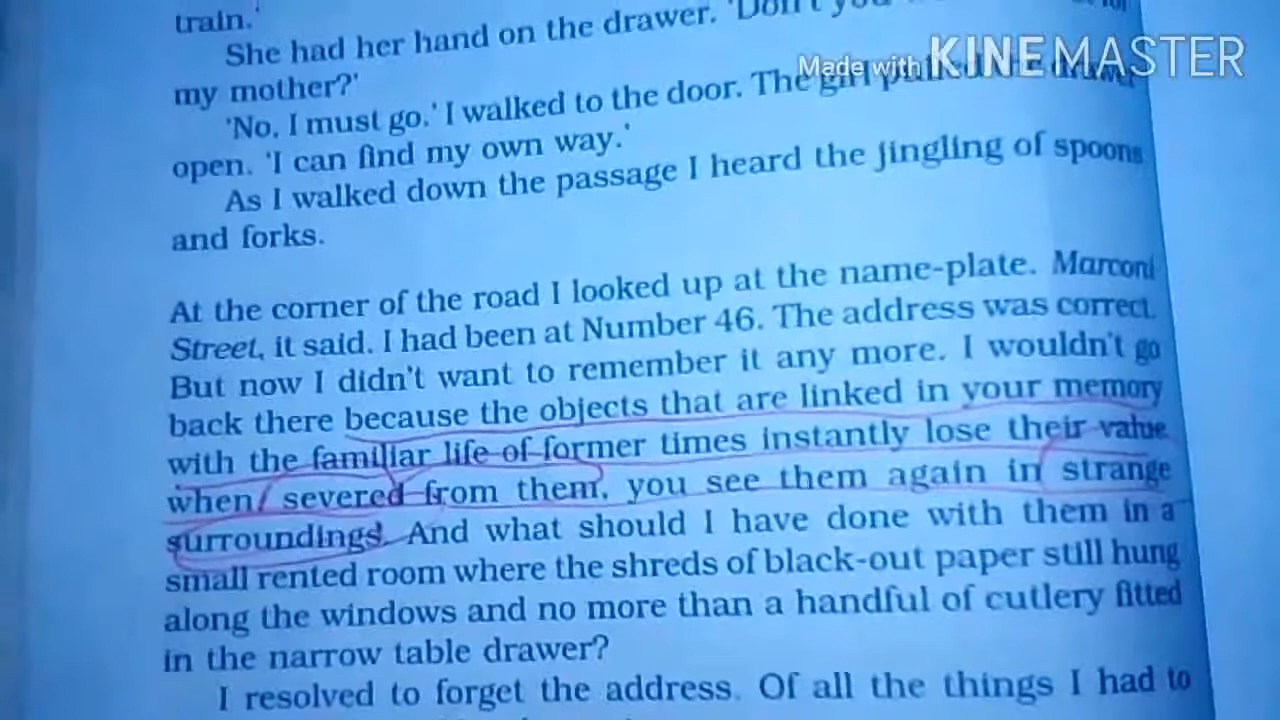 train.'
She had her hand on the drawer. 'Don't you
my mother?'
Made with KINEMASTER
'No, I must go.' I walked to the door. The girl drawer
open. 'I can find my own way.'
As I walked down the passage I heard the jingling of spoons
and forks.
At the corner of the road I looked up at the name-plate. Marconi
Street, it said. I had been at Number 46. The address was correct.
But now I didn't want to remember it any more. I wouldn't go
back there because the objects that are linked in your memory
with the familiar life of former times instantly lose their value
when, severed from them, you see them again in strange
surroundings. And what should I have done with them in a
small rented room where the shreds of black-out paper still hung
along the windows and no more than a handful of cutlery fitted
in the narrow table drawer?
I resolved to forget the address. Of all the things I had to